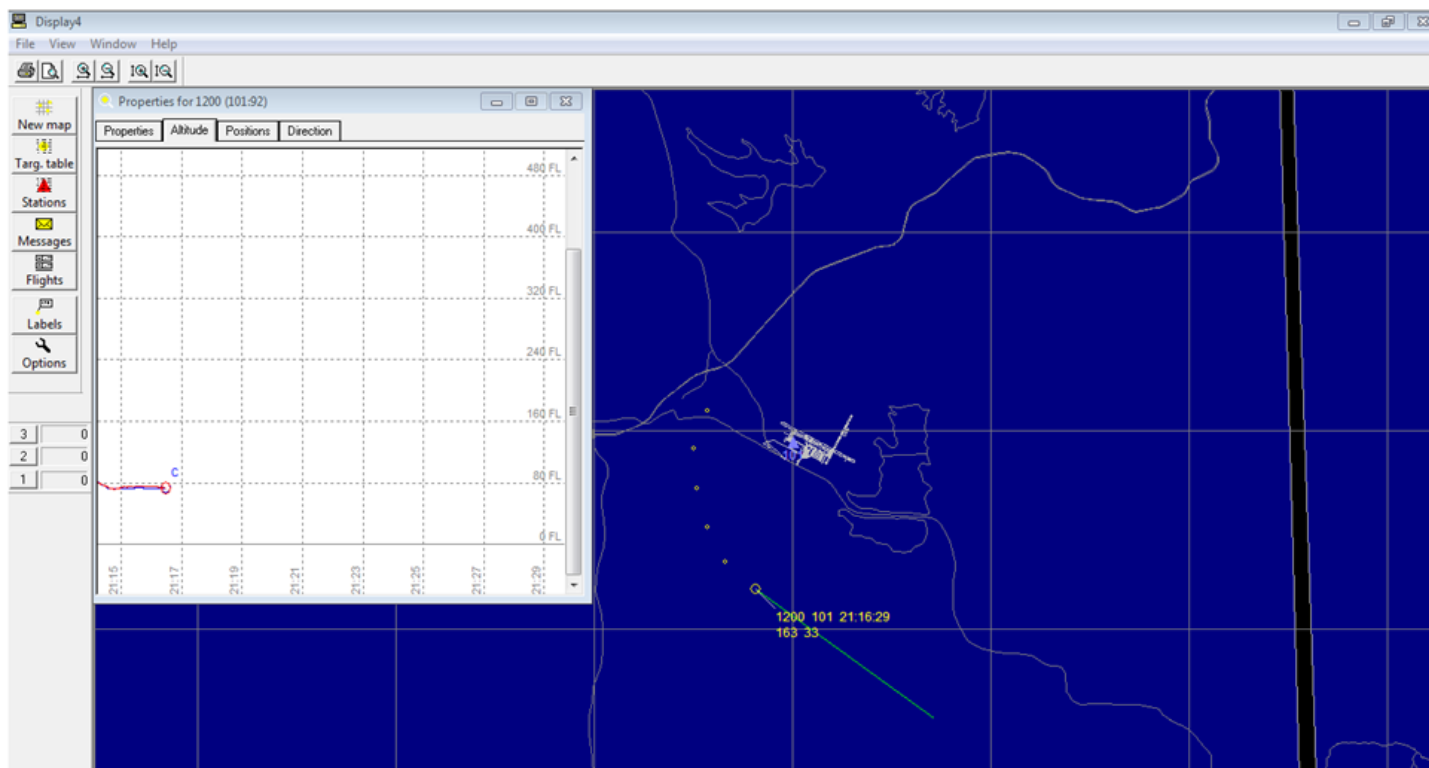 Display4
File View Window Help
New map
Targ. table
Stations
Messages
Flights
Labels
Options
3 0
2 0
1 0
Properties for 1200 (101:92)
Properties Altitude Positions Direction
480 FL
400 FL
320 FL
240 FL
160 FL
80 FL
0 FL
C
21:15 21:17 21:19 21:21 21:23 21:25 21:27 21:29
1200 101 21:16:29
163 33